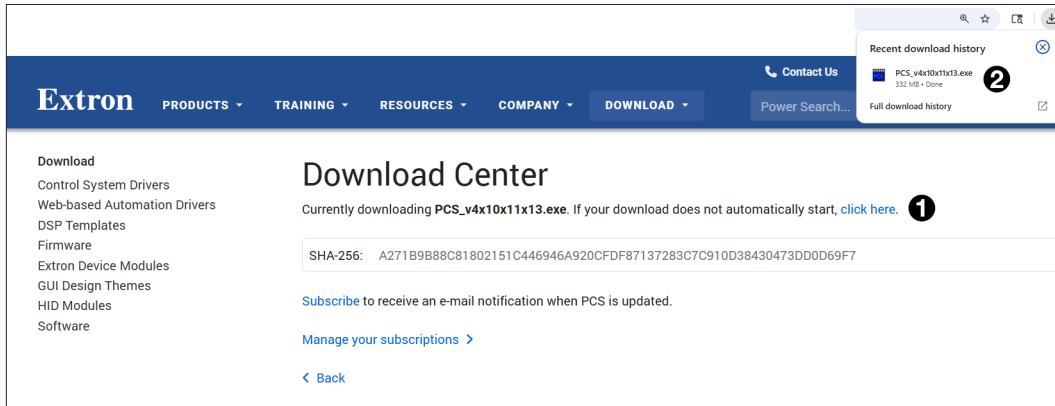 Recent download history
PCS_v4x10x11x13.exe
332 MB • Done
2
Full download history
Contact Us
Extron
PRODUCTS
TRAINING
RESOURCES
COMPANY
DOWNLOAD
Power Search...
Download
Control System Drivers
Web-based Automation Drivers
DSP Templates
Firmware
Extron Device Modules
GUI Design Themes
HID Modules
Software
Download Center
Currently downloading PCS_v4x10x11x13.exe. If your download does not automatically start, click here. 1
SHA-256: A271B9B88C81802151C446946A920CFDF87137283C7C910D38430473DD0D69F7
Subscribe to receive an e-mail notification when PCS is updated.
Manage your subscriptions >
< Back